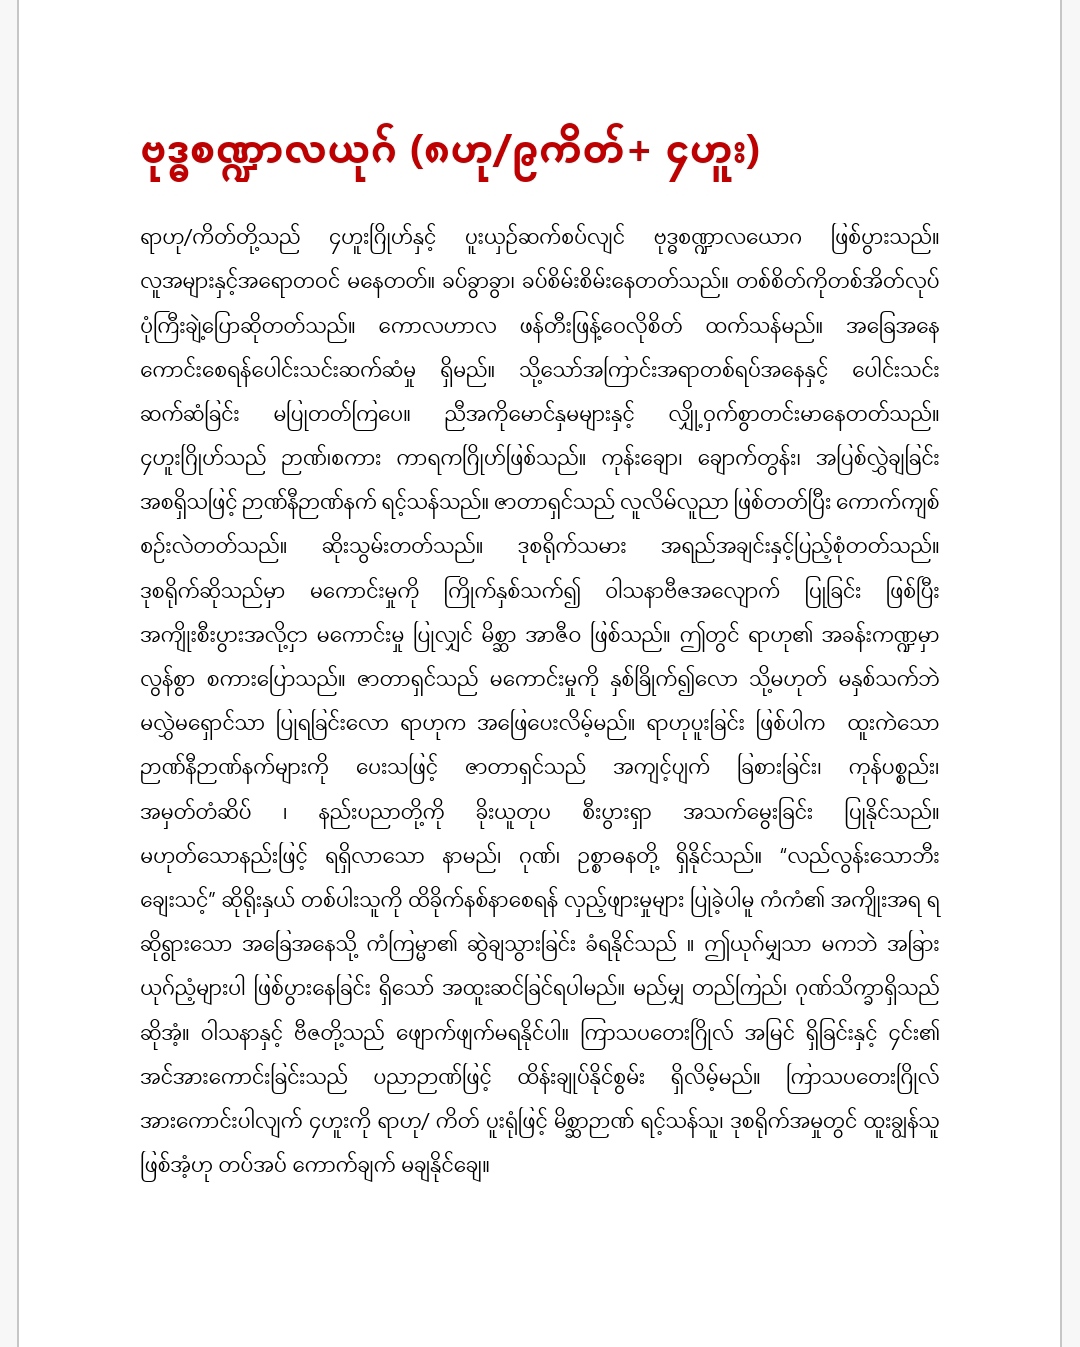 ဗုဒ္ဓစဏ္ဍာလယုဂ် (၈ဟု/၉ကိတ်+ ၄ဟူး)
ရာဟု/ကိတ်တို့သည် ၄ဟူးဂြိုဟ်နှင့် ပူးယှဉ်ဆက်စပ်လျင် ဗုဒ္ဓစဏ္ဍာလယောဂ ဖြစ်ပွားသည်။
လူအများနှင့်အရောတဝင် မနေတတ်။ ခပ်ခွာခွာ၊ ခပ်စိမ်းစိမ်းနေတတ်သည်။ တစ်စိတ်ကိုတစ်အိတ်လုပ်
ပုံကြီးချဲ့ပြောဆိုတတ်သည်။ ကောလဟာလ ဖန်တီးဖြန့်ဝေလိုစိတ် ထက်သန်မည်။ အခြေအနေ
ကောင်းစေရန်ပေါင်းသင်းဆက်ဆံမှု ရှိမည်။ သို့သော်အကြာင်းအရာတစ်ရပ်အနေနှင့် ပေါင်းသင်း
ဆက်ဆံခြင်း မပြုတတ်ကြပေ။ ညီအကိုမောင်နှမများနှင့် လျှို့ဝှက်စွာတင်းမာနေတတ်သည်။
၄ဟူးဂြိုဟ်သည် ဉာဏ်၊စကား ကာရကဂြိုဟ်ဖြစ်သည်။ ကုန်းချော၊ ချောက်တွန်း၊ အပြစ်လွှဲချခြင်း
အစရှိသဖြင့် ဉာဏ်နီဉာဏ်နက် ရင့်သန်သည်။ ဇာတာရှင်သည် လူလိမ်လူညာ ဖြစ်တတ်ပြီး ကောက်ကျစ်
စဉ်းလဲတတ်သည်။ ဆိုးသွမ်းတတ်သည်။ ဒုစရိုက်သမား အရည်အချင်းနှင့်ပြည့်စုံတတ်သည်။
ဒုစရိုက်ဆိုသည်မှာ မကောင်းမှုကို ကြိုက်နှစ်သက်၍ ဝါသနာဗီဇအလျောက် ပြုခြင်း ဖြစ်ပြီး
အကျိုးစီးပွားအလို့ငှာ မကောင်းမှု ပြုလျှင် မိစ္ဆာ အာဇီဝ ဖြစ်သည်။ ဤတွင် ရာဟု၏ အခန်းကဏ္ဍမှာ
လွန်စွာ စကားပြောသည်။ ဇာတာရှင်သည် မကောင်းမှုကို နှစ်ခြိုက်၍လော သို့မဟုတ် မနှစ်သက်ဘဲ
မလွှဲမရှောင်သာ ပြုရခြင်းလော ရာဟုက အဖြေပေးလိမ့်မည်။ ရာဟုပူးခြင်း ဖြစ်ပါက ထူးကဲသော
ဉာဏ်နီဉာဏ်နက်များကို ပေးသဖြင့် ဇာတာရှင်သည် အကျင့်ပျက် ခြစားခြင်း၊ ကုန်ပစ္စည်း၊
အမှတ်တံဆိပ် ၊ နည်းပညာတို့ကို ခိုးယူတုပ စီးပွားရှာ အသက်မွေးခြင်း ပြုနိုင်သည်။
မဟုတ်သောနည်းဖြင့် ရရှိလာသော နာမည်၊ ဂုဏ်၊ ဥစ္စာဓနတို့ ရှိနိုင်သည်။ “လည်လွန်းသောဘီး
ချေးသင့်” ဆိုရိုးနှယ် တစ်ပါးသူကို ထိခိုက်နစ်နာစေရန် လှည့်ဖျားမှုများ ပြုခဲ့ပါမူ ကံကံ၏ အကျိုးအရ ရ
ဆိုရွားသော အခြေအနေသို့ ကံကြမ္မာ၏ ဆွဲချသွားခြင်း ခံရနိုင်သည် ။ ဤယုဂ်မျှသာ မကဘဲ အခြား
ယုဂ်ညံ့များပါ ဖြစ်ပွားနေခြင်း ရှိသော် အထူးဆင်ခြင်ရပါမည်။ မည်မျှ တည်ကြည်၊ ဂုဏ်သိက္ခာရှိသည်
ဆိုအံ့။ ဝါသနာနှင့် ဗီဇတို့သည် ဖျောက်ဖျက်မရနိုင်ပါ။ ကြာသပတေးဂြိုလ် အမြင် ရှိခြင်းနှင့် ၄င်း၏
အင်အားကောင်းခြင်းသည် ပညာဉာဏ်ဖြင့် ထိန်းချုပ်နိုင်စွမ်း ရှိလိမ့်မည်။ ကြာသပတေးဂြိုလ်
အားကောင်းပါလျက် ၄ဟူးကို ရာဟု/ ကိတ် ပူးရုံဖြင့် မိစ္ဆာဉာဏ် ရင့်သန်သူ၊ ဒုစရိုက်အမှုတွင် ထူးချွန်သူ
ဖြစ်အံ့ဟု တပ်အပ် ကောက်ချက် မချနိုင်ချေ။